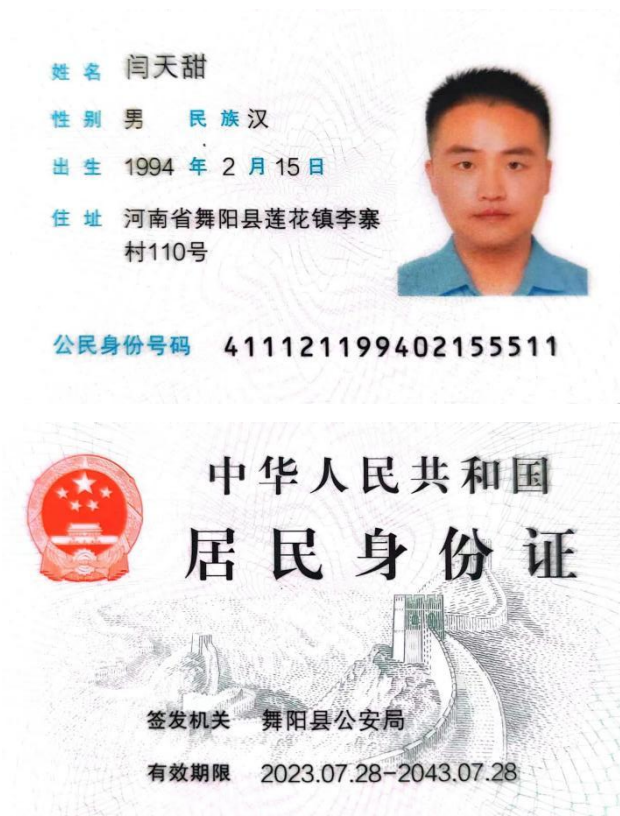 姓名 闫天甜
性别 男 民族 汉
出生 1994 年 2 月 15 日
住址 河南省舞阳县莲花镇李寨
村110号
公民身份号码 411121199402155511
中华人民共和国
居民身份证
签发机关 舞阳县公安局
有效期限 2023.07.28-2043.07.28